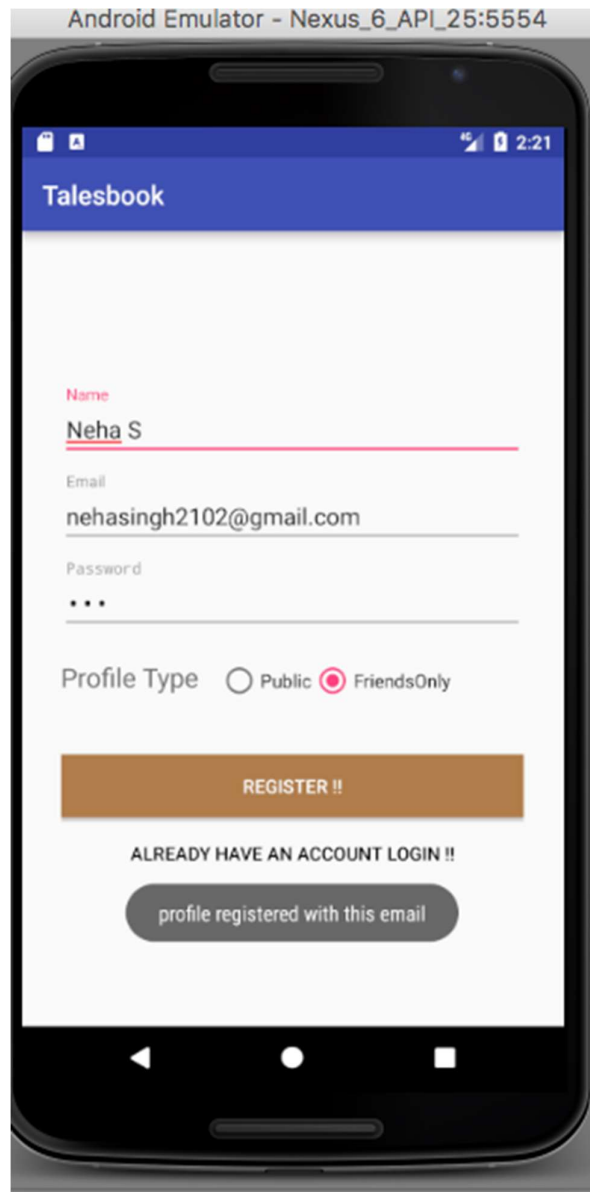 Android Emulator - Nexus_6_API_25:5554
4G 2:21
Talesbook
Name
Neha S
Email
nehasingh2102@gmail.com
Password
•••
Profile Type Public FriendsOnly
REGISTER !!
ALREADY HAVE AN ACCOUNT LOGIN !!
profile registered with this email